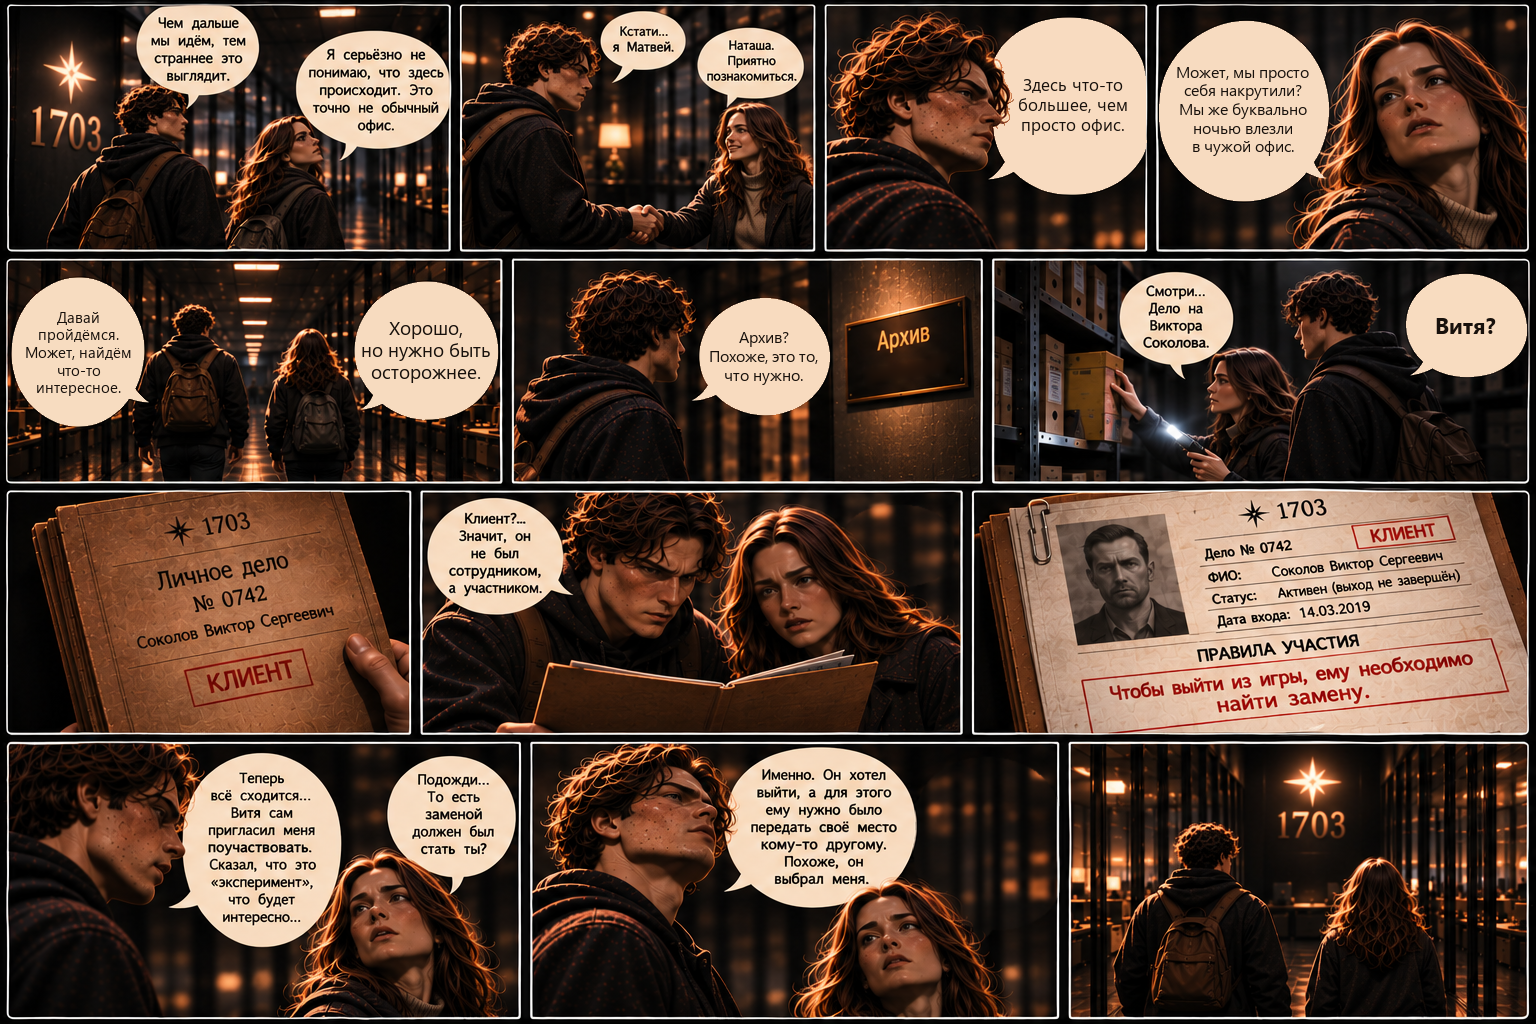 Чем дальше
мы идём, тем
страннее это
выглядит.
Я серьёзно не
понимаю, что здесь
происходит. Это
точно не обычный
офис.
1703
Кстати...
я Матвей.
Наташа.
Приятно
познакомиться.
Здесь что-то
большее, чем
просто офис.
Может, мы просто
себя накрутили?
Мы же буквально
ночью влезли
в чужой офис.
Давай
пройдёмся.
Может, найдём
что-то
интересное.
Хорошо,
но нужно быть
осторожнее.
Архив?
Похоже, это то,
что нужно.
Архив
Смотри...
Дело на
Виктора
Соколова.
Витя?
1703
Личное дело
№ 0742
Соколов Виктор Сергеевич
КЛИЕНТ
Клиент?...
Значит, он
не был
сотрудником,
а участником.
1703
КЛИЕНТ
Дело № 0742
ФИО: Соколов Виктор Сергеевич
Статус: Активен (выход не завершён)
Дата входа: 14.03.2019
ПРАВИЛА УЧАСТИЯ
Чтобы выйти из игры, ему необходимо
найти замену.
Теперь
всё сходится...
Витя сам
пригласил меня
поучаствовать.
Сказал, что это
«эксперимент»,
что будет
интересно...
Подожди...
То есть
заменой
должен был
стать ты?
Именно. Он хотел
выйти, а для этого
ему нужно было
передать своё место
кому-то другому.
Похоже, он
выбрал меня.
1703